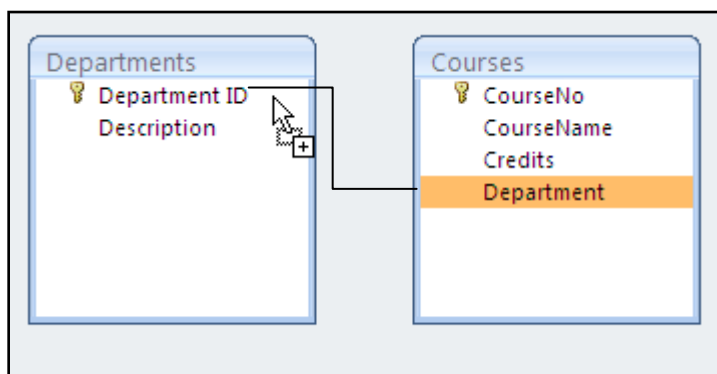 Departments
Department ID
Description
Courses
CourseNo
CourseName
Credits
Department